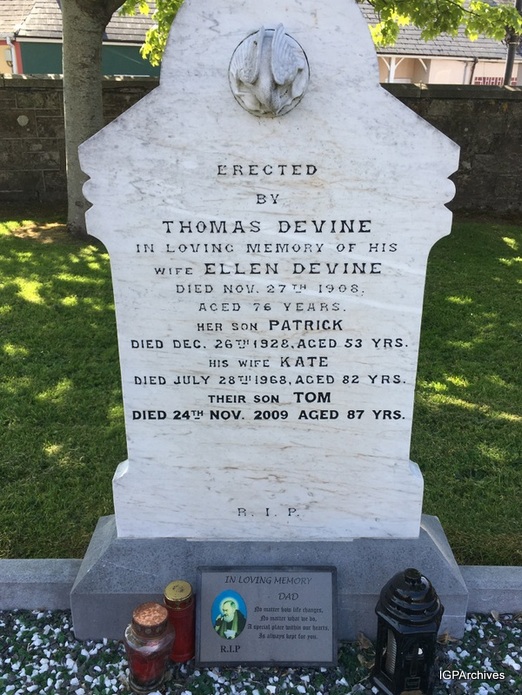 ERECTED
BY
THOMAS DEVINE
IN LOVING MEMORY OF HIS
WIFE ELLEN DEVINE
DIED NOV. 27TH 1908.
AGED 76 YEARS.
HER SON PATRICK
DIED DEC. 26TH 1928, AGED 53 YRS.
HIS WIFE KATE
DIED JULY 28TH 1968, AGED 82 YRS.
THEIR SON TOM
DIED 24TH NOV. 2009 AGED 87 YRS.
R. I. P.
IN LOVING MEMORY
DAD
No matter how life changes,
No matter what we do,
A special place within our hearts,
Is always kept for you.
R.I.P
IGPArchives